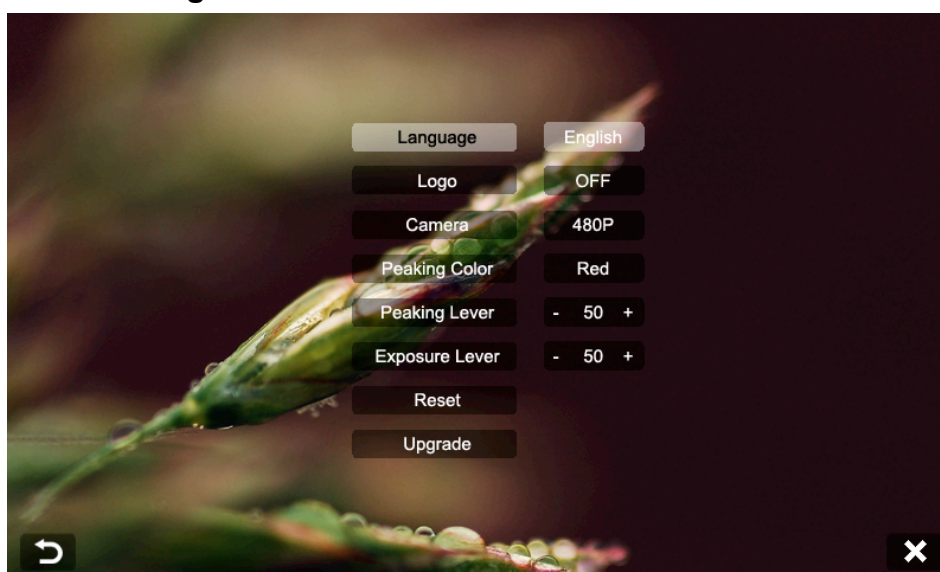 Language English
Logo OFF
Camera 480P
Peaking Color Red
Peaking Lever - 50 +
Exposure Lever - 50 +
Reset
Upgrade